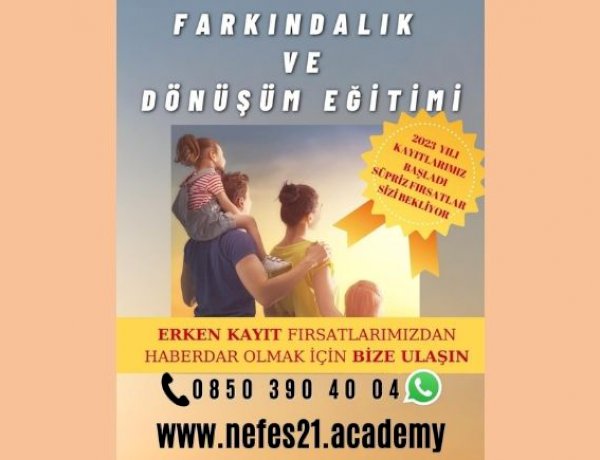 FARKINDALIK
VE
DÖNÜŞÜM EĞİTİMİ
2023 YILI
KAYITLARIMIZ
BAŞLADI
SÜPRİZ FIRSATLAR
SİZİ BEKLİYOR
ERKEN KAYIT FIRSATLARIMIZDAN
HABERDAR OLMAK İÇİN BİZE ULAŞIN
0850 390 40 04
www.nefes21.academy